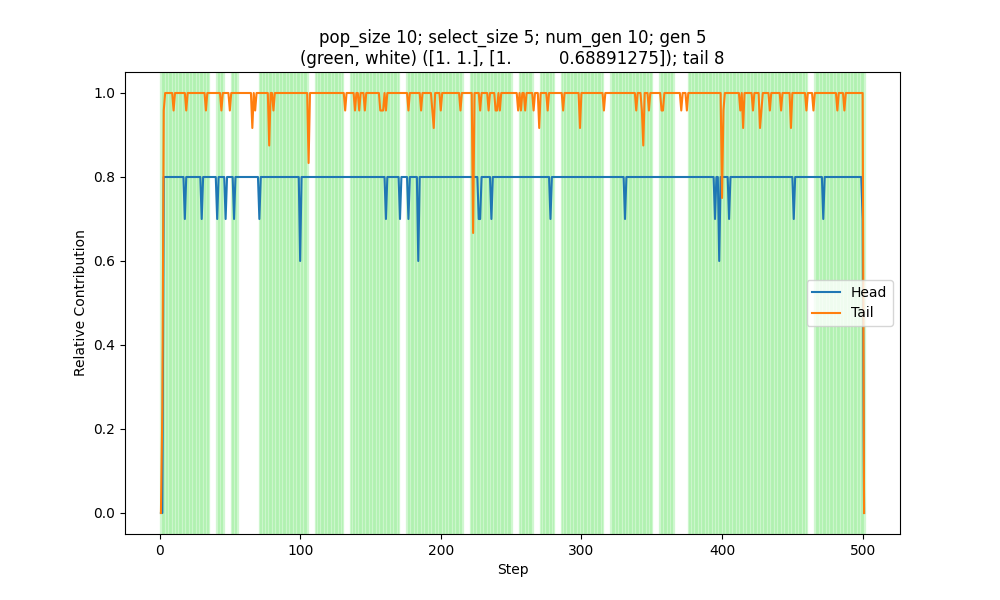 pop_size 10; select_size 5; num_gen 10; gen 5
(green, white) ([1. 1.], [1.          0.68891275]); tail 8
1.0
0.8
0.6
0.4
0.2
0.0
Relative Contribution
Head
Tail
0
100
200
300
400
500
Step